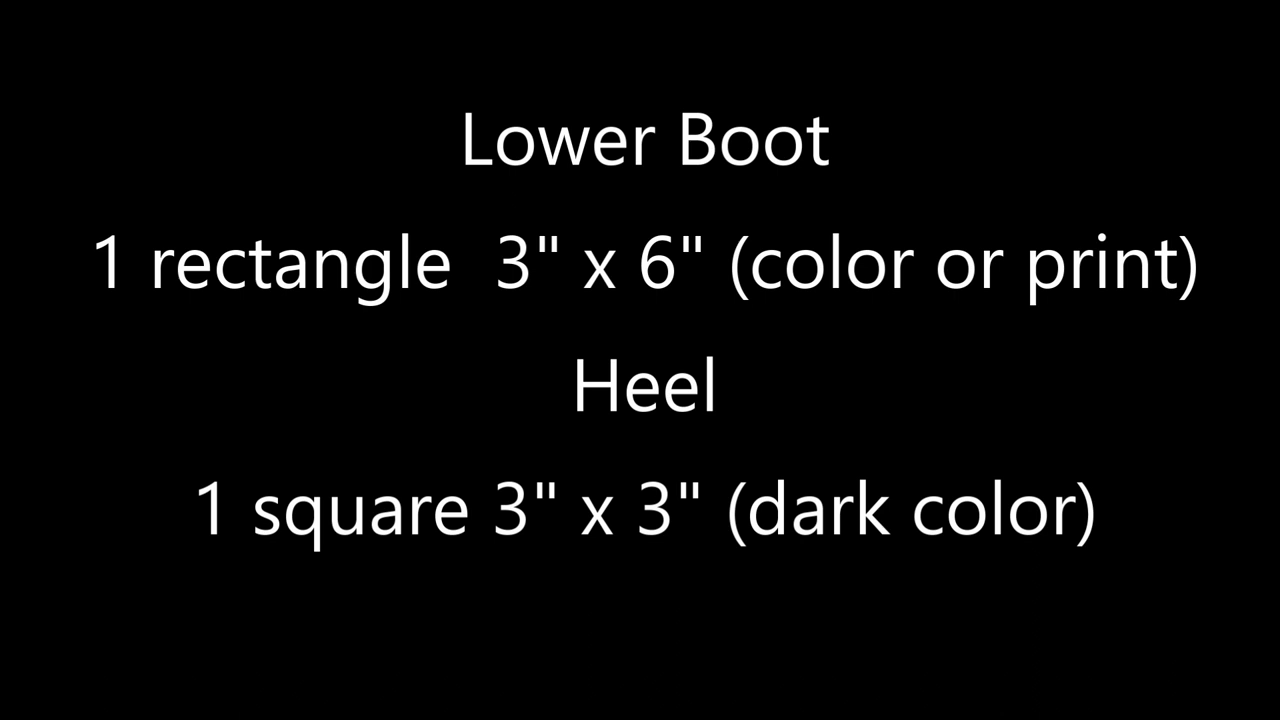 Lower Boot
1 rectangle  3" x 6" (color or print)
Heel
1 square 3" x 3" (dark color)